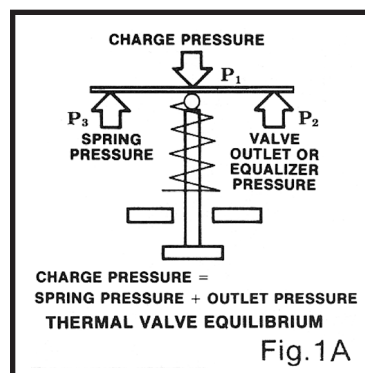 CHARGE PRESSURE
P1
P3
P2
SPRING
PRESSURE
VALVE
OUTLET OR
EQUALIZER
PRESSURE
CHARGE PRESSURE =
SPRING PRESSURE + OUTLET PRESSURE
THERMAL VALVE EQUILIBRIUM
Fig.1A